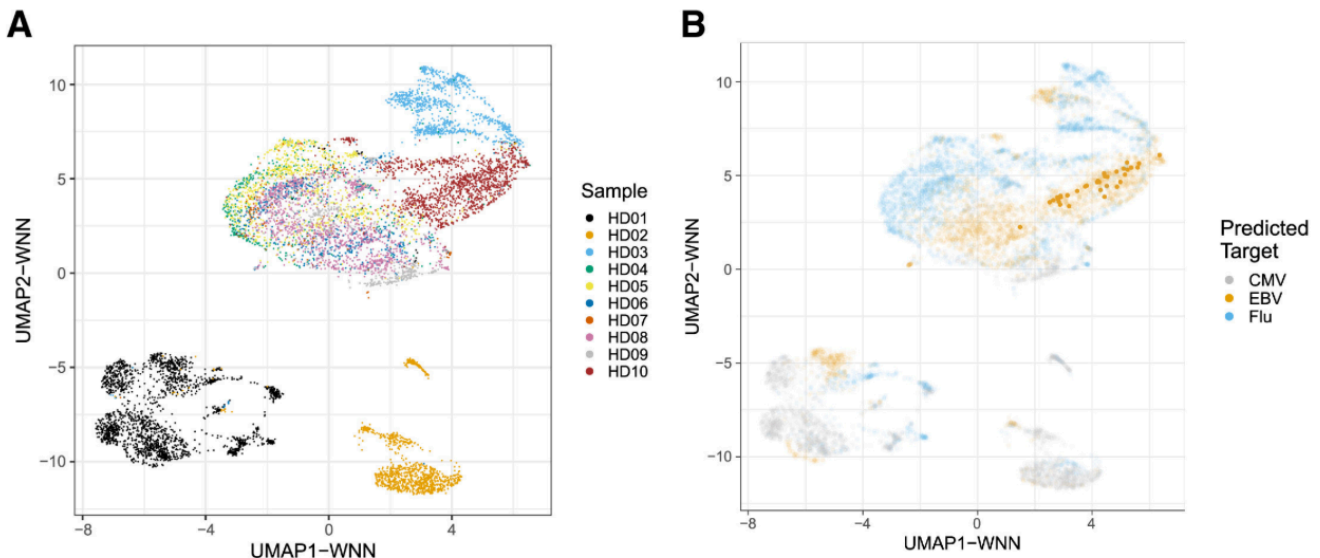 A
B
10
5
0
−5
−10
UMAP2−WNN
−8
−4
0
4
UMAP1−WNN
Sample
HD01
HD02
HD03
HD04
HD05
HD06
HD07
HD08
HD09
HD10
10
5
0
−5
−10
UMAP2−WNN
−8
−4
0
4
UMAP1−WNN
Predicted
Target
CMV
EBV
Flu